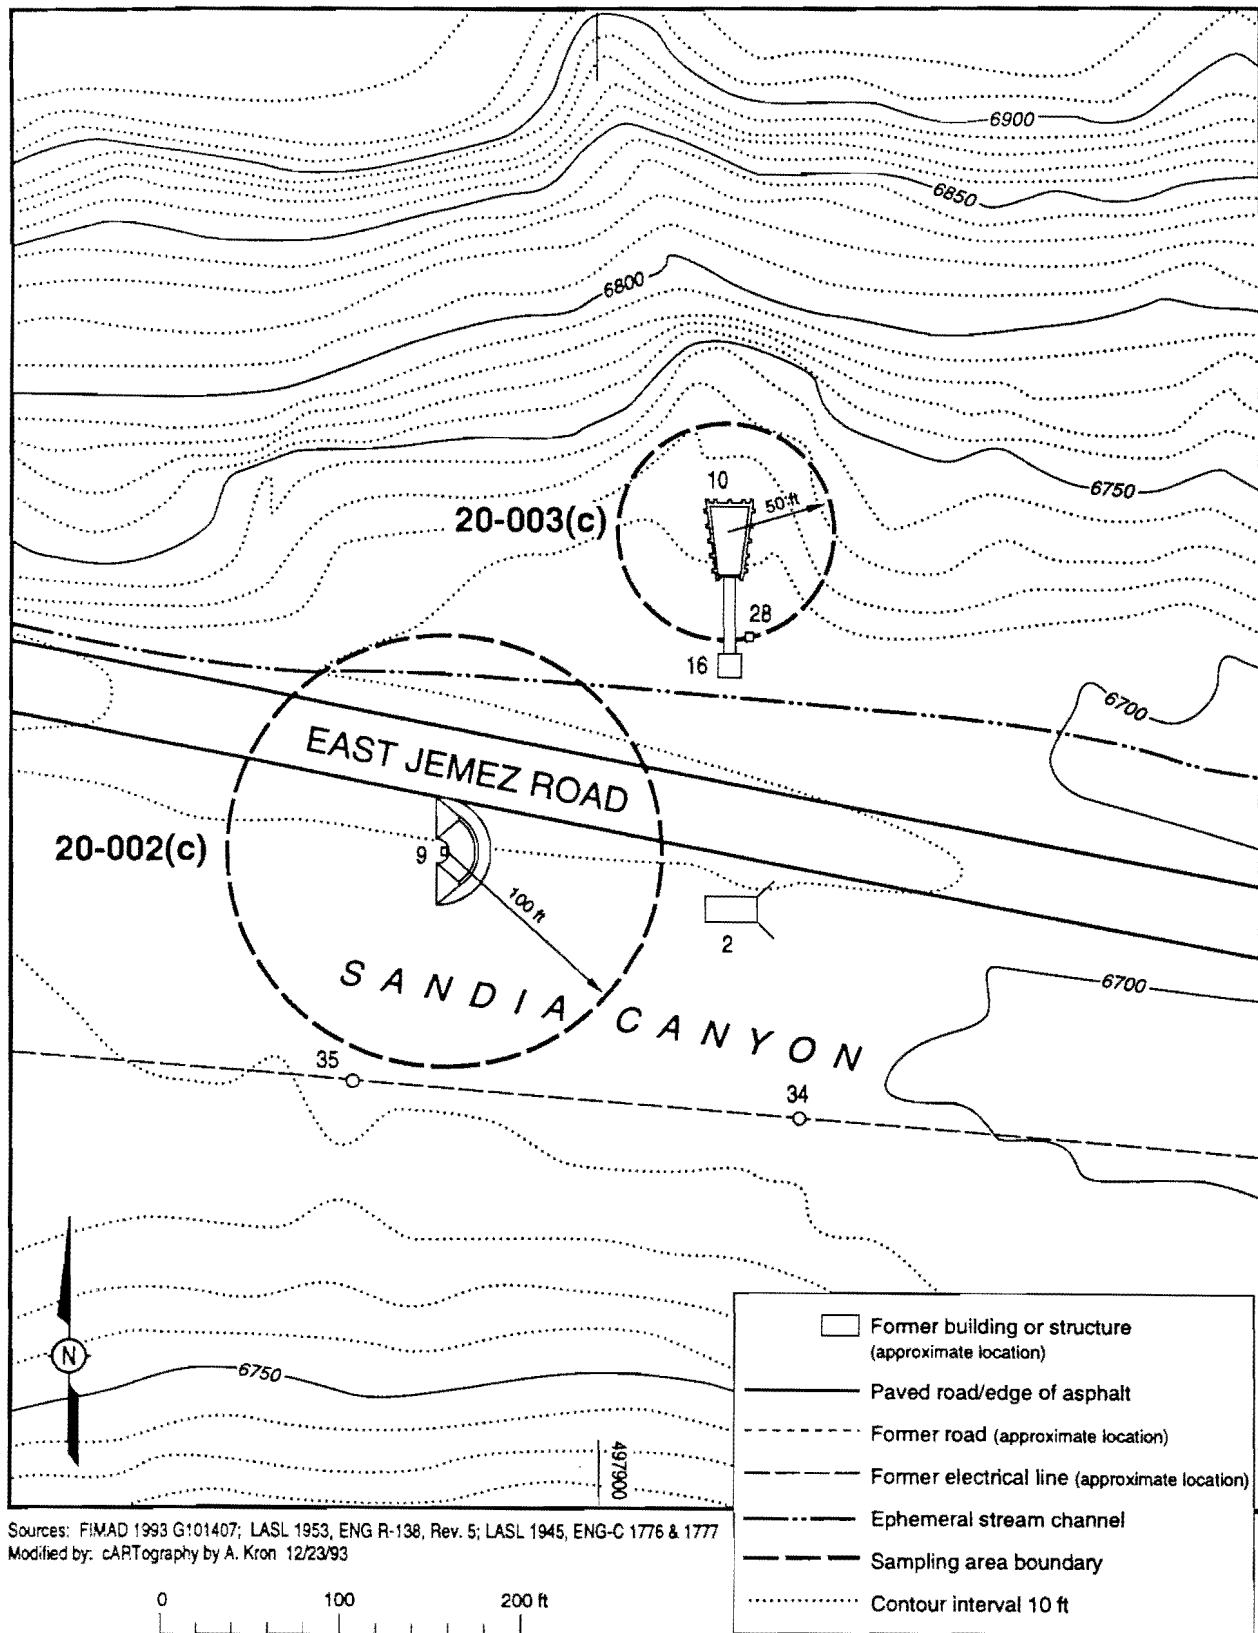 6900
6850
6800
6750
10
50 ft
20-003(c)
28
16
6700
EAST JEMEZ ROAD
20-002(c)
9
100 ft
2
SANDIA CANYON
6700
35
34
N
6750
497900
Former building or structure
(approximate location)
Paved road/edge of asphalt
Former road (approximate location)
Former electrical line (approximate location)
Ephemeral stream channel
Sampling area boundary
Contour interval 10 ft
Sources: FIMAD 1993 G101407; LASL 1953, ENG R-138, Rev. 5; LASL 1945, ENG-C 1776 & 1777
Modified by: cARTography by A. Kron 12/23/93
0 100 200 ft